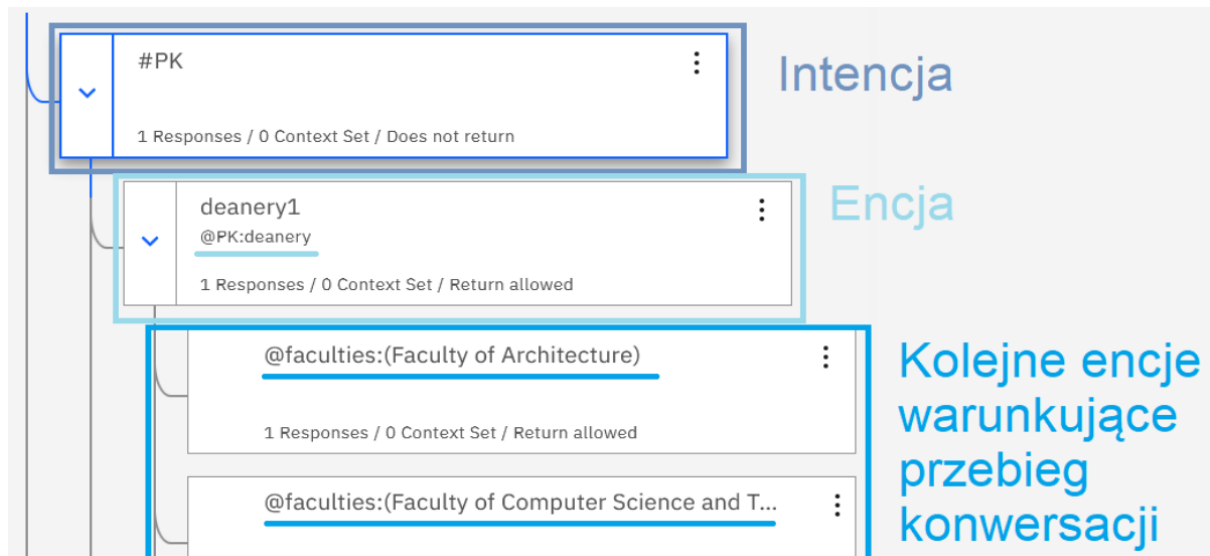 #PK
Intencja
1 Responses / 0 Context Set / Does not return
deanery1
Encja
@PK:deanery
1 Responses / 0 Context Set / Return allowed
@faculties:(Faculty of Architecture)
Kolejne encje
warunkujące
przebieg
konwersacji
1 Responses / 0 Context Set / Return allowed
@faculties:(Faculty of Computer Science and T...